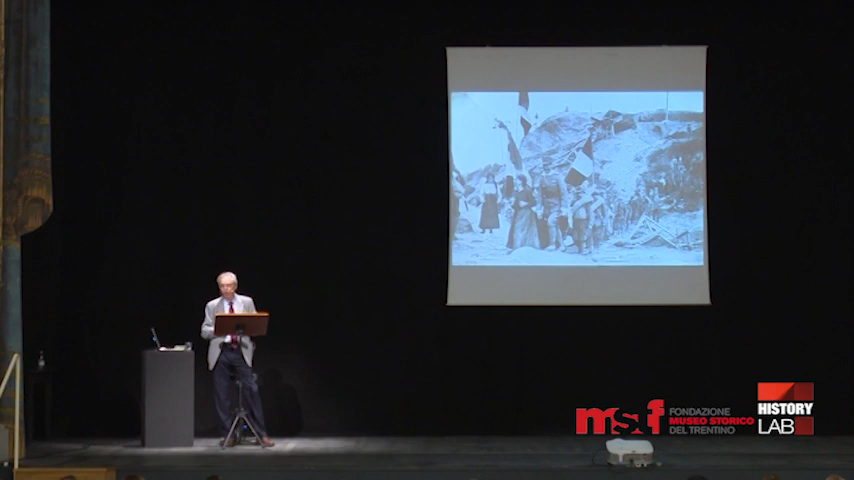 msf
FONDAZIONE
MUSEO STORICO
DEL TRENTINO
HISTORY
LAB